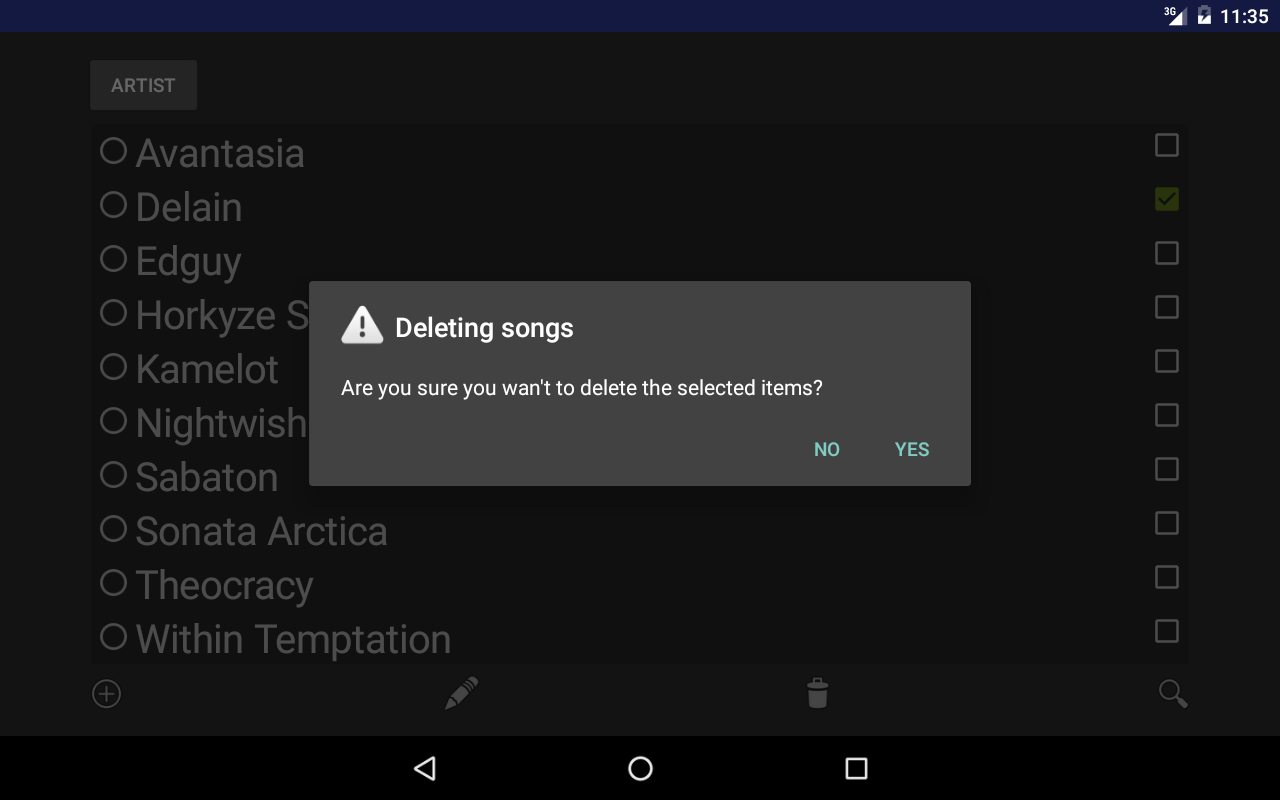 3G 11:35
ARTIST
Avantasia
Delain
Edguy
Horkyze S
Kamelot
Nightwish
Sabaton
Sonata Arctica
Theocracy
Within Temptation
Deleting songs
Are you sure you wan't to delete the selected items?
NO YES